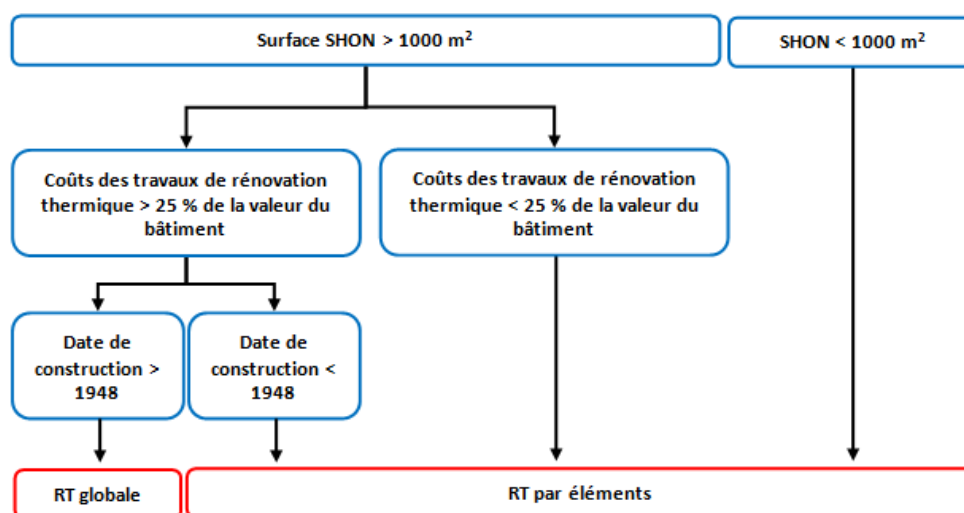 Surface SHON > 1000 m²
SHON < 1000 m²
Coûts des travaux de rénovation
thermique > 25 % de la valeur du
bâtiment
Coûts des travaux de rénovation
thermique < 25 % de la valeur du
bâtiment
Date de
construction >
1948
Date de
construction <
1948
RT globale
RT par éléments